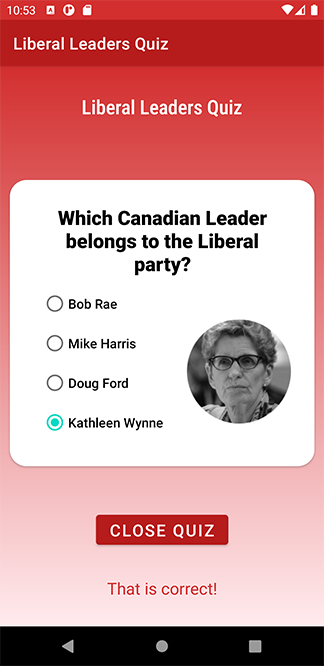 10:53
Liberal Leaders Quiz
Liberal Leaders Quiz
Which Canadian Leader
belongs to the Liberal
party?
Bob Rae
Mike Harris
Doug Ford
Kathleen Wynne
CLOSE QUIZ
That is correct!